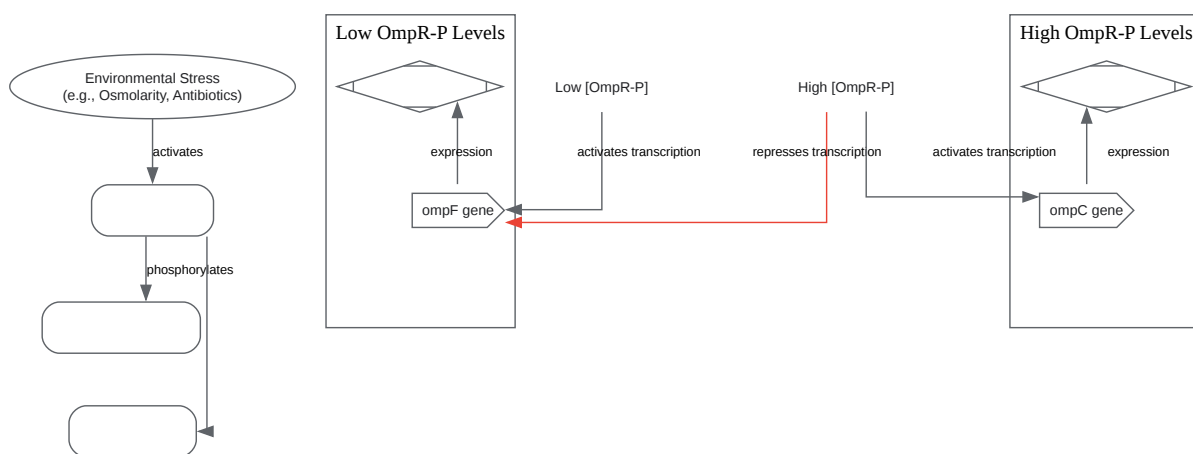 Environmental Stress
(e.g., Osmolarity, Antibiotics)
activates
phosphorylates
Low OmpR-P Levels
expression
ompF gene
Low [OmpR-P]
activates transcription
High [OmpR-P]
represses transcription
activates transcription
High OmpR-P Levels
expression
ompC gene